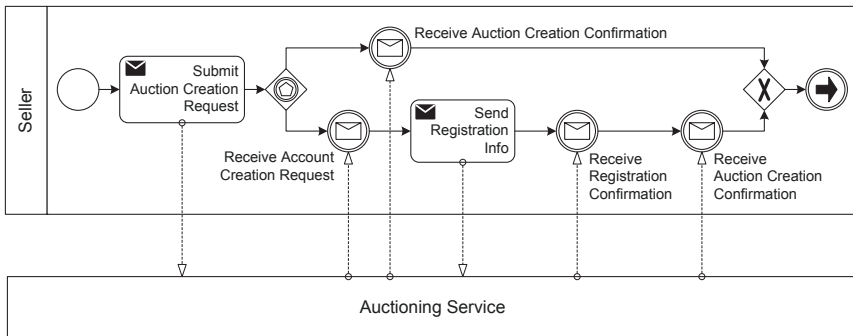 Seller
Submit
Auction Creation
Request
Receive Auction Creation Confirmation
Receive Account
Creation Request
Send
Registration
Info
Receive
Registration
Confirmation
Receive
Auction Creation
Confirmation
Auctioning Service